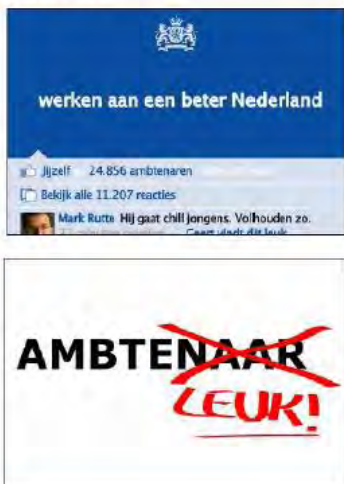 werken aan een beter Nederland
Jijzelf 24.856 ambtenaren
Bekijk alle 11.207 reacties
Mark Rutte Hij gaat chill jongens. Volhouden zo.
Geert vindt dit leuk
AMBTENAAR
LEUK!